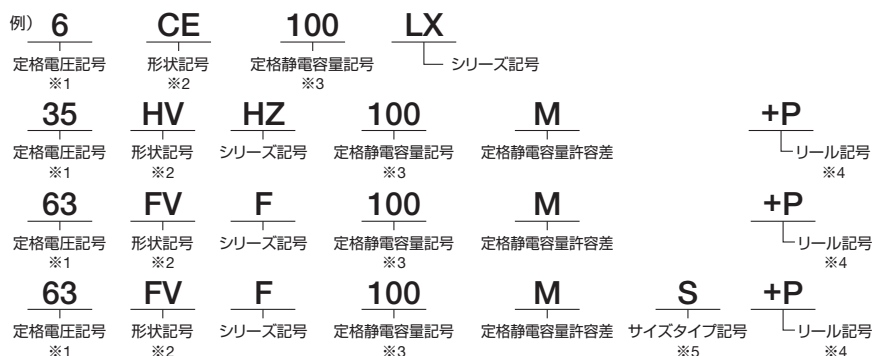 例) 6 CE 100 LX
定格電圧記号 形状記号 定格静電容量記号 シリーズ記号
※1 ※2 ※3
35 HV HZ 100 M +P
定格電圧記号 形状記号 シリーズ記号 定格静電容量記号 定格静電容量許容差 リール記号
※1 ※2 ※3 ※4
63 FV F 100 M +P
定格電圧記号 形状記号 シリーズ記号 定格静電容量記号 定格静電容量許容差 リール記号
※1 ※2 ※3 ※4
63 FV F 100 M S +P
定格電圧記号 形状記号 シリーズ記号 定格静電容量記号 定格静電容量許容差 サイズタイプ記号 リール記号
※1 ※2 ※3 ※5 ※4